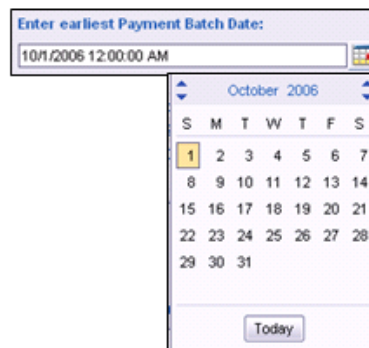 Enter earliest Payment Batch Date:
10/1/2006 12:00:00 AM
October 2006
S M T W T F S
1 2 3 4 5 6 7
8 9 10 11 12 13 14
15 16 17 18 19 20 21
22 23 24 25 26 27 28
29 30 31
Today